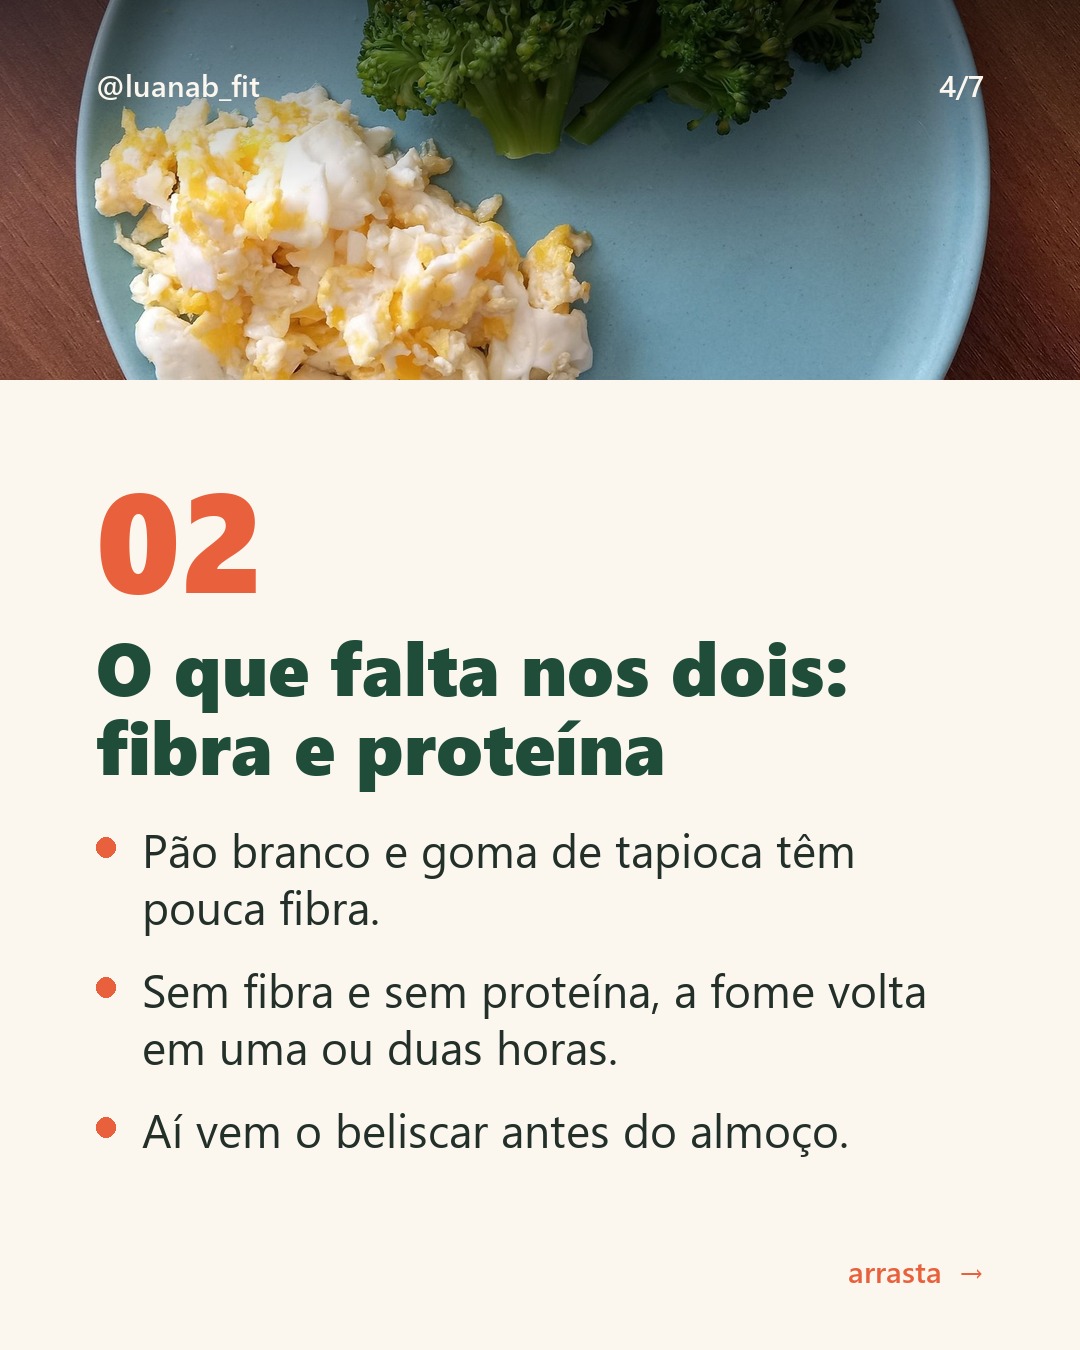 @luanab_fit
4/7
02
O que falta nos dois:
fibra e proteína
Pão branco e goma de tapioca têm
pouca fibra.
Sem fibra e sem proteína, a fome volta
em uma ou duas horas.
Aí vem o beliscar antes do almoço.
arrasta →